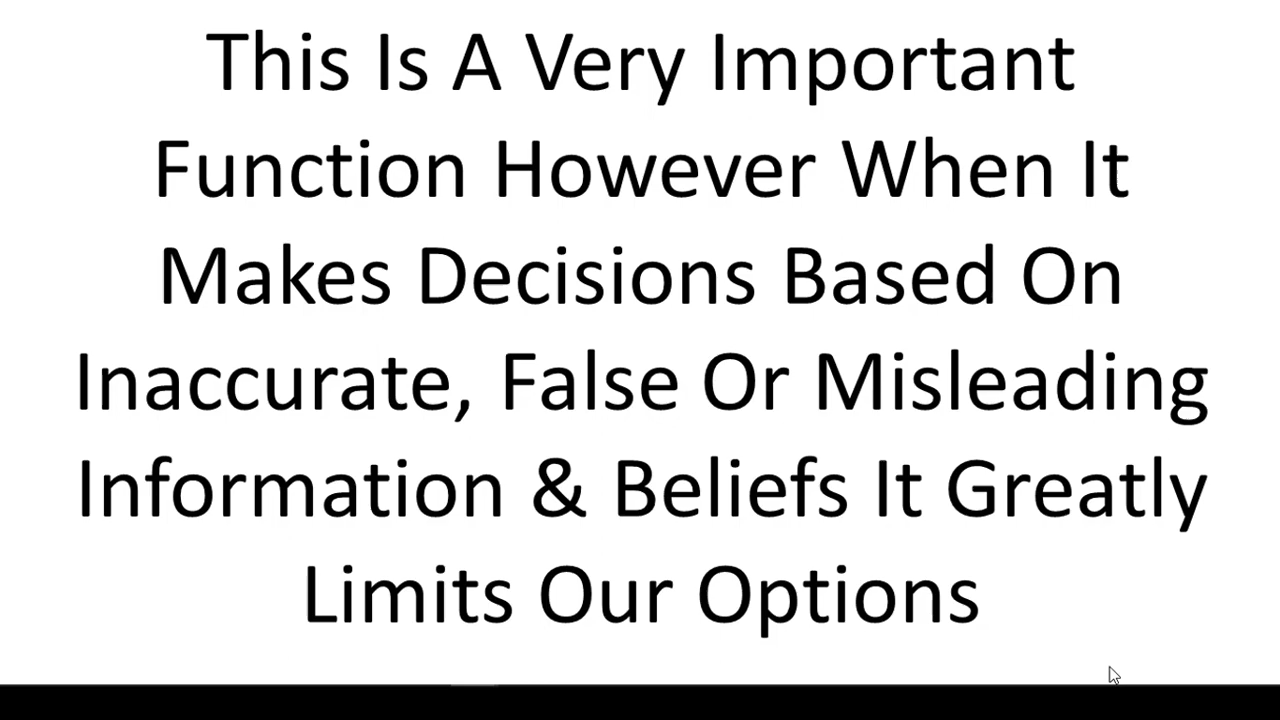 This Is A Very Important
Function However When It
Makes Decisions Based On
Inaccurate, False Or Misleading
Information & Beliefs It Greatly
Limits Our Options